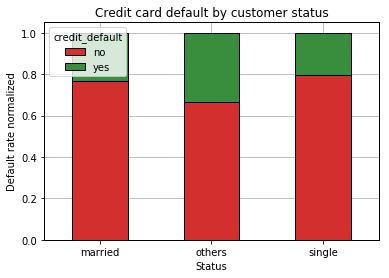 Credit card default by customer status
credit_default
no
yes
1.0
0.8
0.6
0.4
0.2
0.0
Default rate normalized
married others single
Status